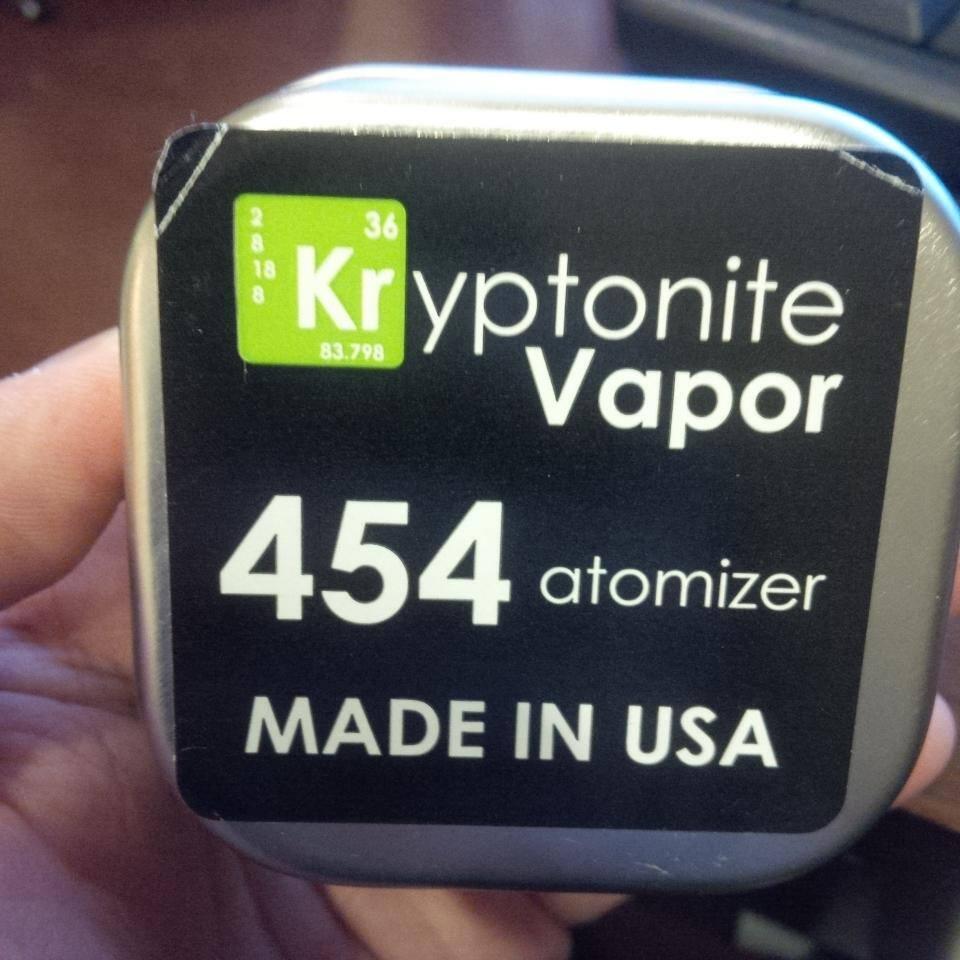 2
8
18
8
36
Kryptonite
83.798
Vapor
454 atomizer
MADE IN USA